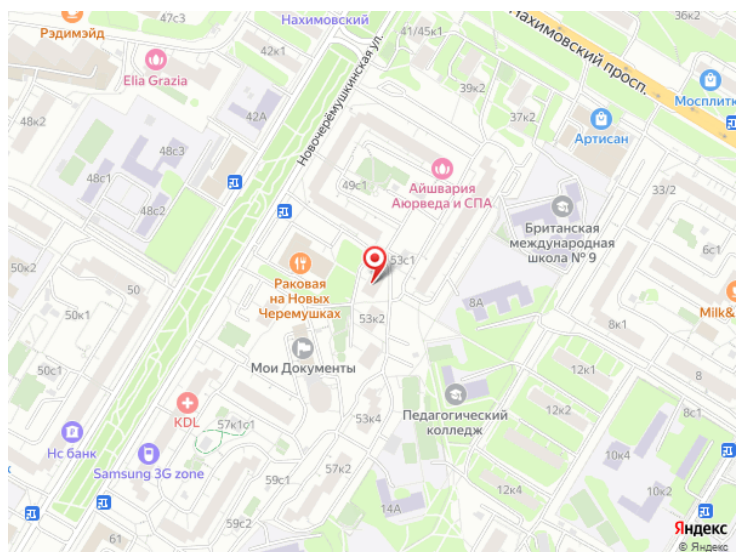 47с3
Рэдимэйд
42к1
Нахимовский
41/45к1
36к2
Нахимовский просп.
Elia Grazia
Новочерёмушкинская ул.
39к2
Мосплитк
48к2
42А
37к2
Артисан
48с3
48с1
49с1
Айшвария
Аюрведа и СПА
33/2
48с2
Британская
международная
школа № 9
6с1
50к2
50
53с1
Раковая
на Новых
Черемушках
8А
Milk&
50к1
53к2
8к1
Мои Документы
50с1
12к1
8
KDL
57к1с1
53к4
Педагогический
колледж
12к2
8с1
Нс банк
Samsung 3G zone
57к2
10к4
59с1
12к4
10к2
к
14А
59с2
61
Яндекс
© Яндекс